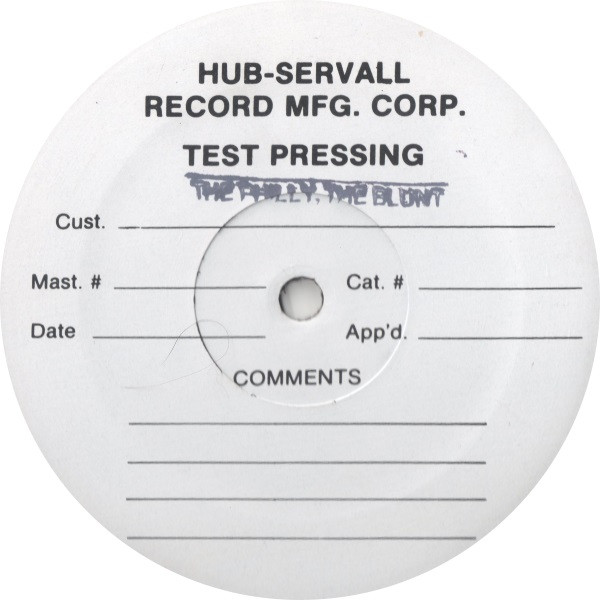 HUB-SERVALL
RECORD MFG. CORP.
TEST PRESSING
THE PHILLY, THE BLUNT
Cust.
Mast. # Cat. #
Date App'd.
COMMENTS